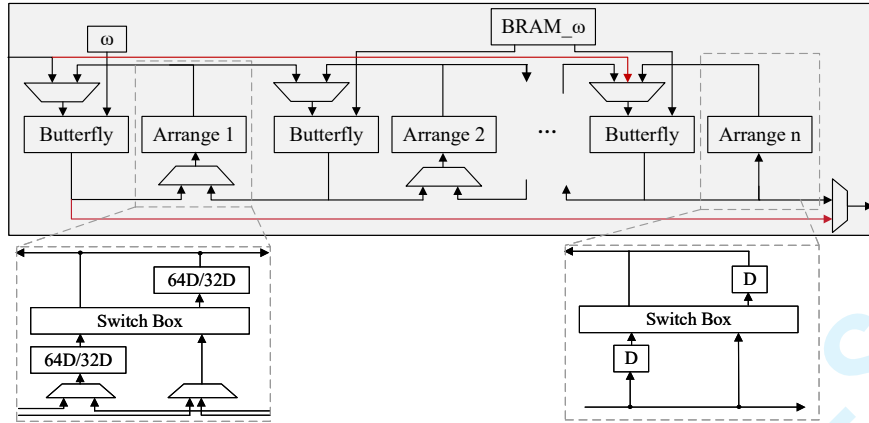 ω
BRAM_ω
Butterfly
Arrange 1
Butterfly
Arrange 2
...
Butterfly
Arrange n
64D/32D
Switch Box
64D/32D
D
Switch Box
D